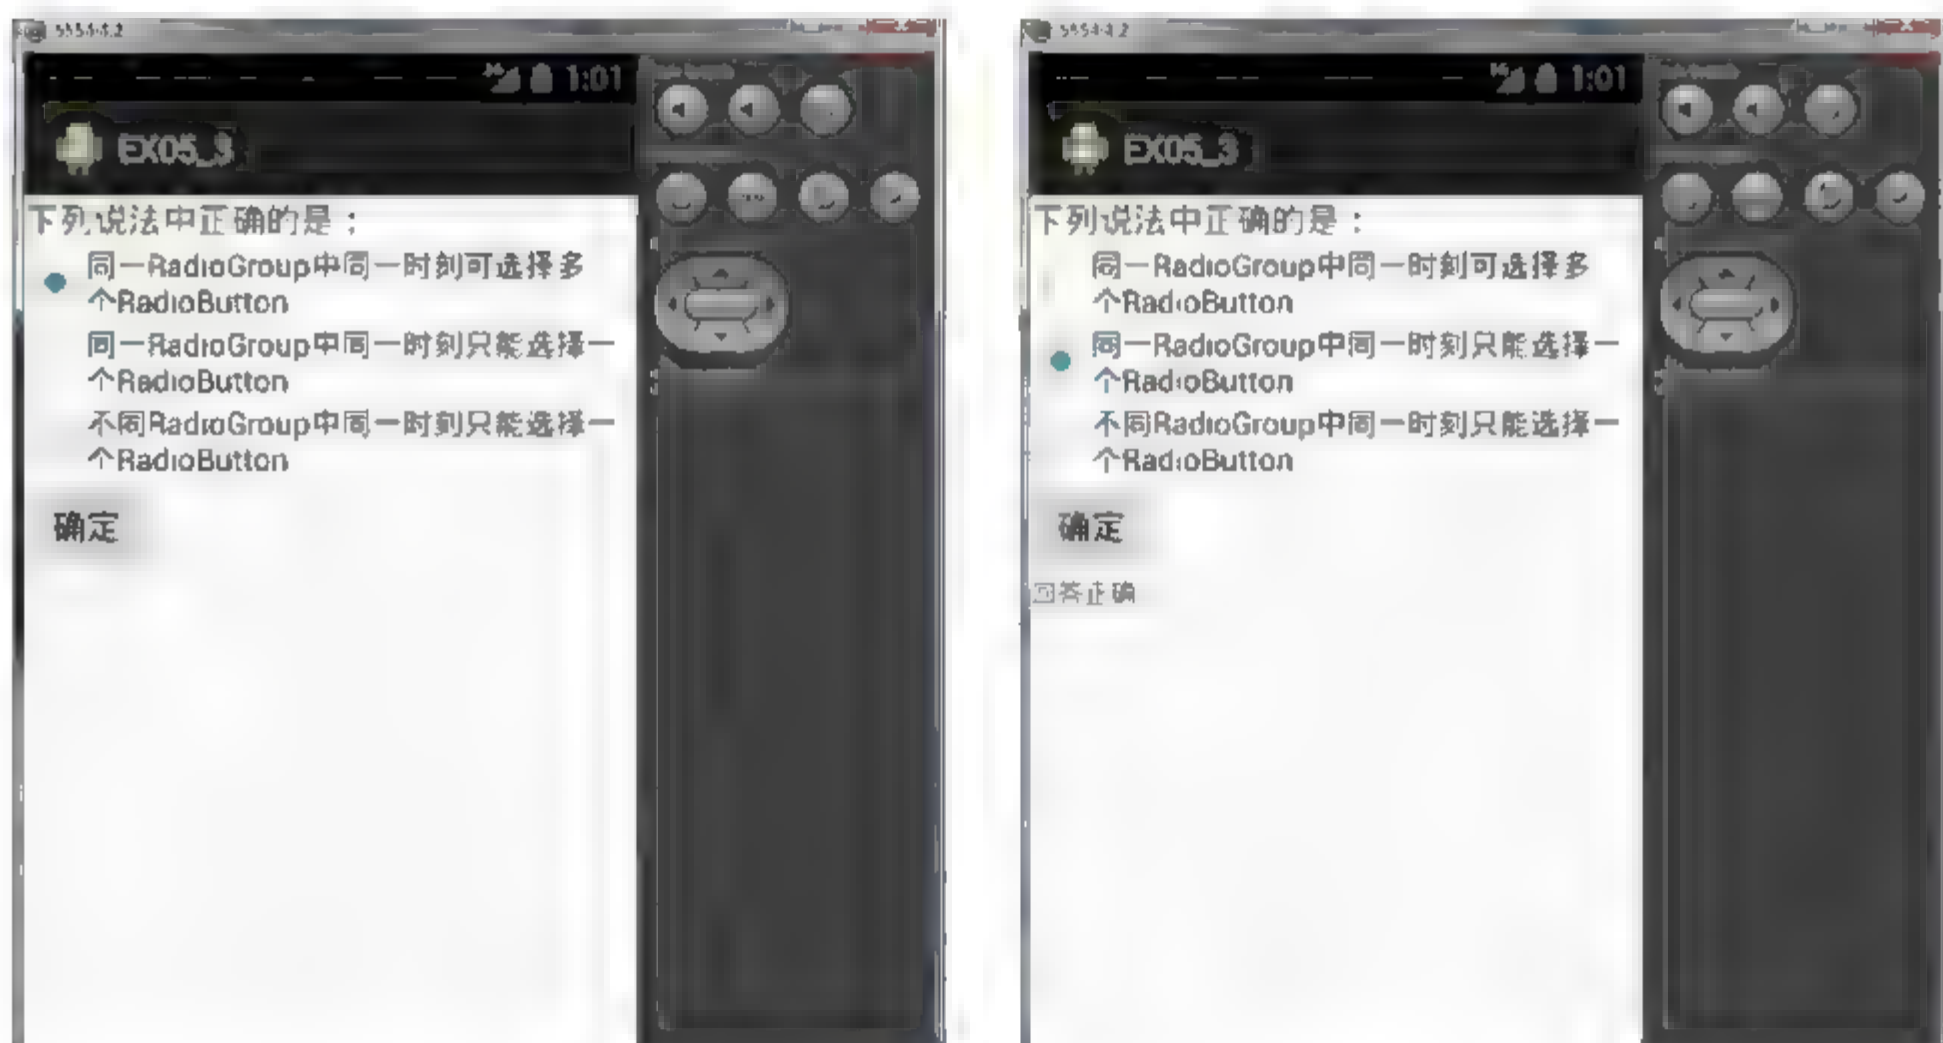 5554:4.2
1:01
EX05_3
下列说法中正确的是：
同一RadioGroup中同一时刻可选择多
个RadioButton
同一RadioGroup中同一时刻只能选择一
个RadioButton
不同RadioGroup中同一时刻只能选择一
个RadioButton
确定
5554:4.2
1:01
EX05_3
下列说法中正确的是：
同一RadioGroup中同一时刻可选择多
个RadioButton
同一RadioGroup中同一时刻只能选择一
个RadioButton
不同RadioGroup中同一时刻只能选择一
个RadioButton
确定
回答正确